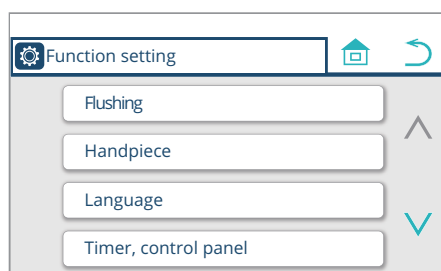 Function setting
Flushing
Handpiece
Language
Timer, control panel